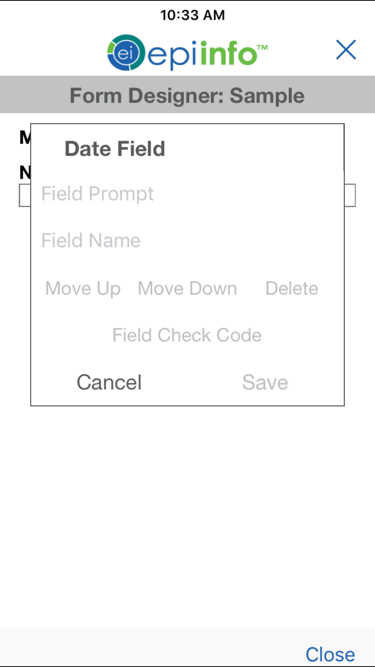 10:33 AM
ei epiinfo™
Form Designer: Sample
Date Field
Field Prompt
Field Name
Move Up Move Down Delete
Field Check Code
Cancel Save
Close